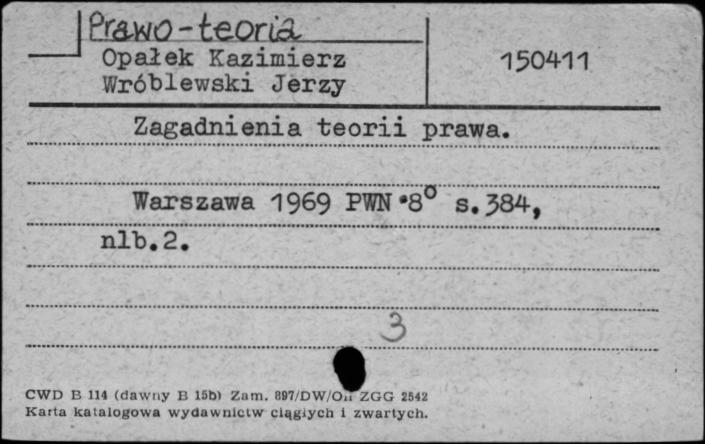 Prawo-teoria
Opałek Kazimierz
Wróblewski Jerzy
150411
Zagadnienia teorii prawa.
Warszawa 1969 PWN 8° s.384,
nlb.2.
3
CWD B 114 (dawny B 15b) Zam. 897/DW/ ZGG 2542
Karta katalogowa wydawnictw ciągłych i zwartych.